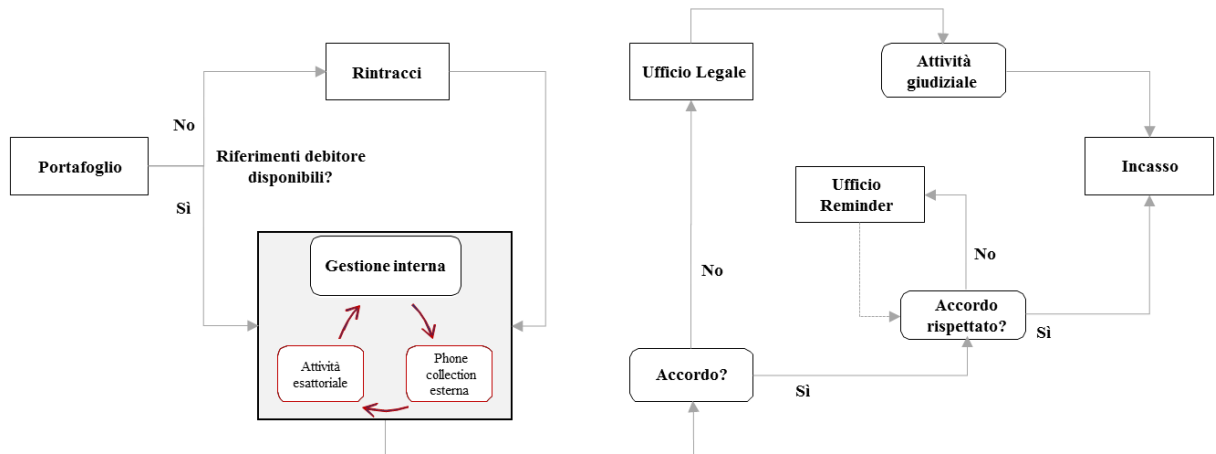 Portafoglio
No
Sì
Riferimenti debitore
disponibili?
Rintracci
Gestione interna
Attività
esattoriale
Phone
collection
esterna
Ufficio Legale
No
Accordo?
Sì
Attività
giudiziale
Ufficio
Reminder
No
Accordo
rispettato?
Sì
Incasso